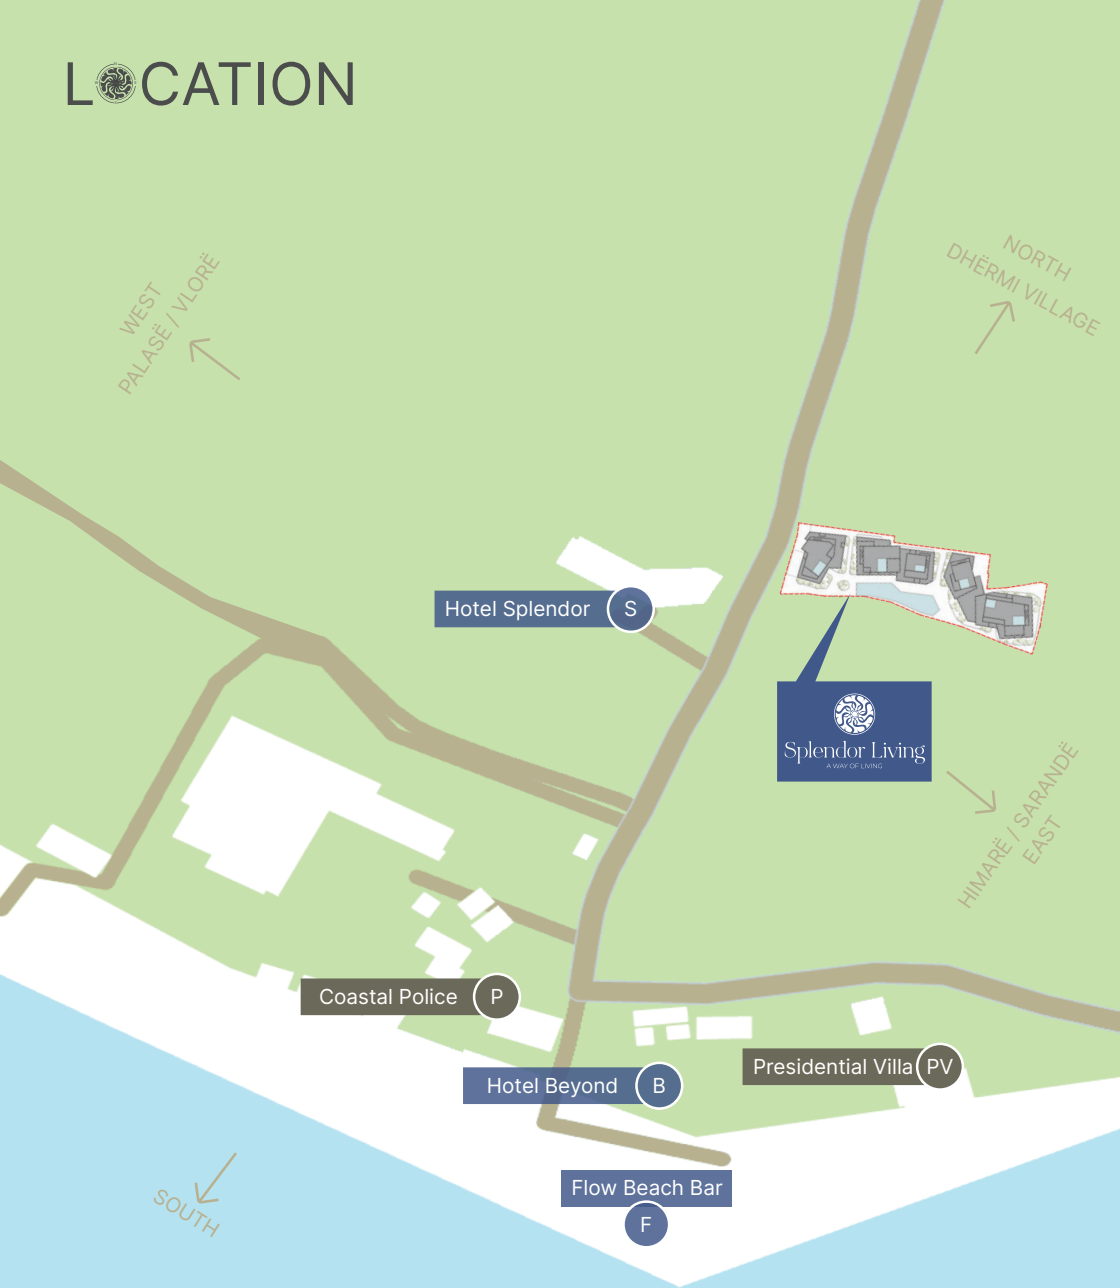 LOCATION
NORTH
DHËRMI VILLAGE
WEST
PALASË / VLORË
Hotel Splendor S
Splendor Living
A WAY OF LIVING
HIMARË / SARANDË
EAST
Coastal Police P
Presidential Villa PV
Hotel Beyond B
Flow Beach Bar
F
SOUTH